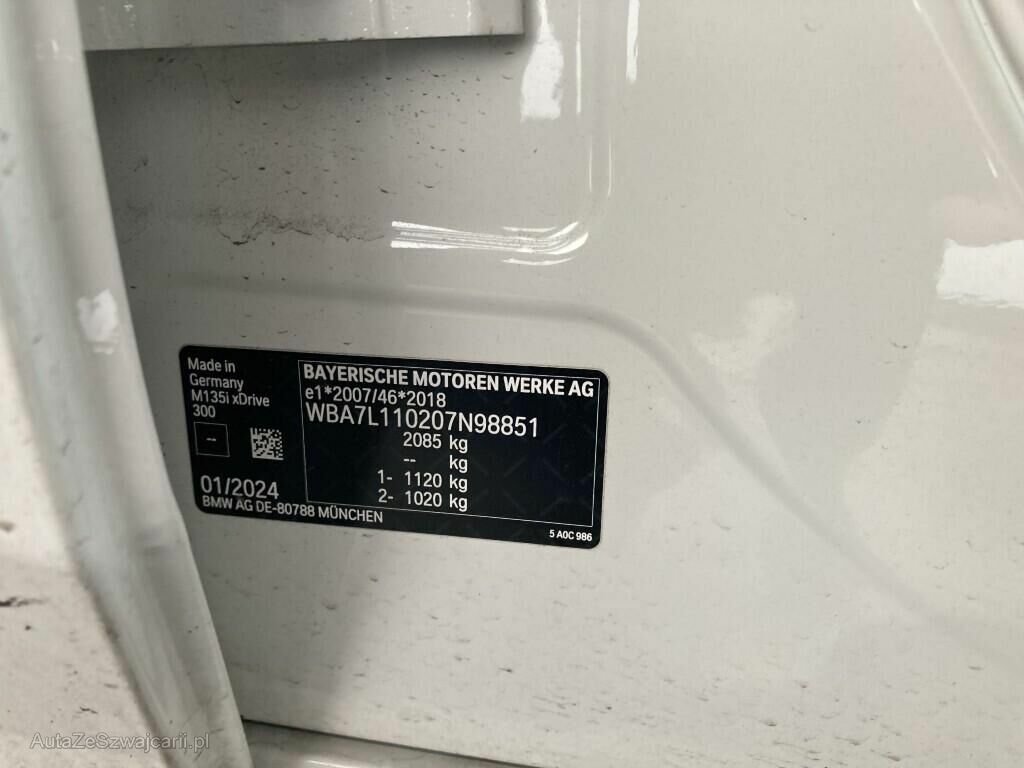 Made in
Germany
M135i xDrive
300
--
01/2024
BMW AG DE-80788 MÜNCHEN
BAYERISCHE MOTOREN WERKE AG
e1*2007/46*2018
WBA7L110207N98851
2085 kg
-- kg
1- 1120 kg
2- 1020 kg
5 A0C 986
AutaZeSzwajcarii.pl